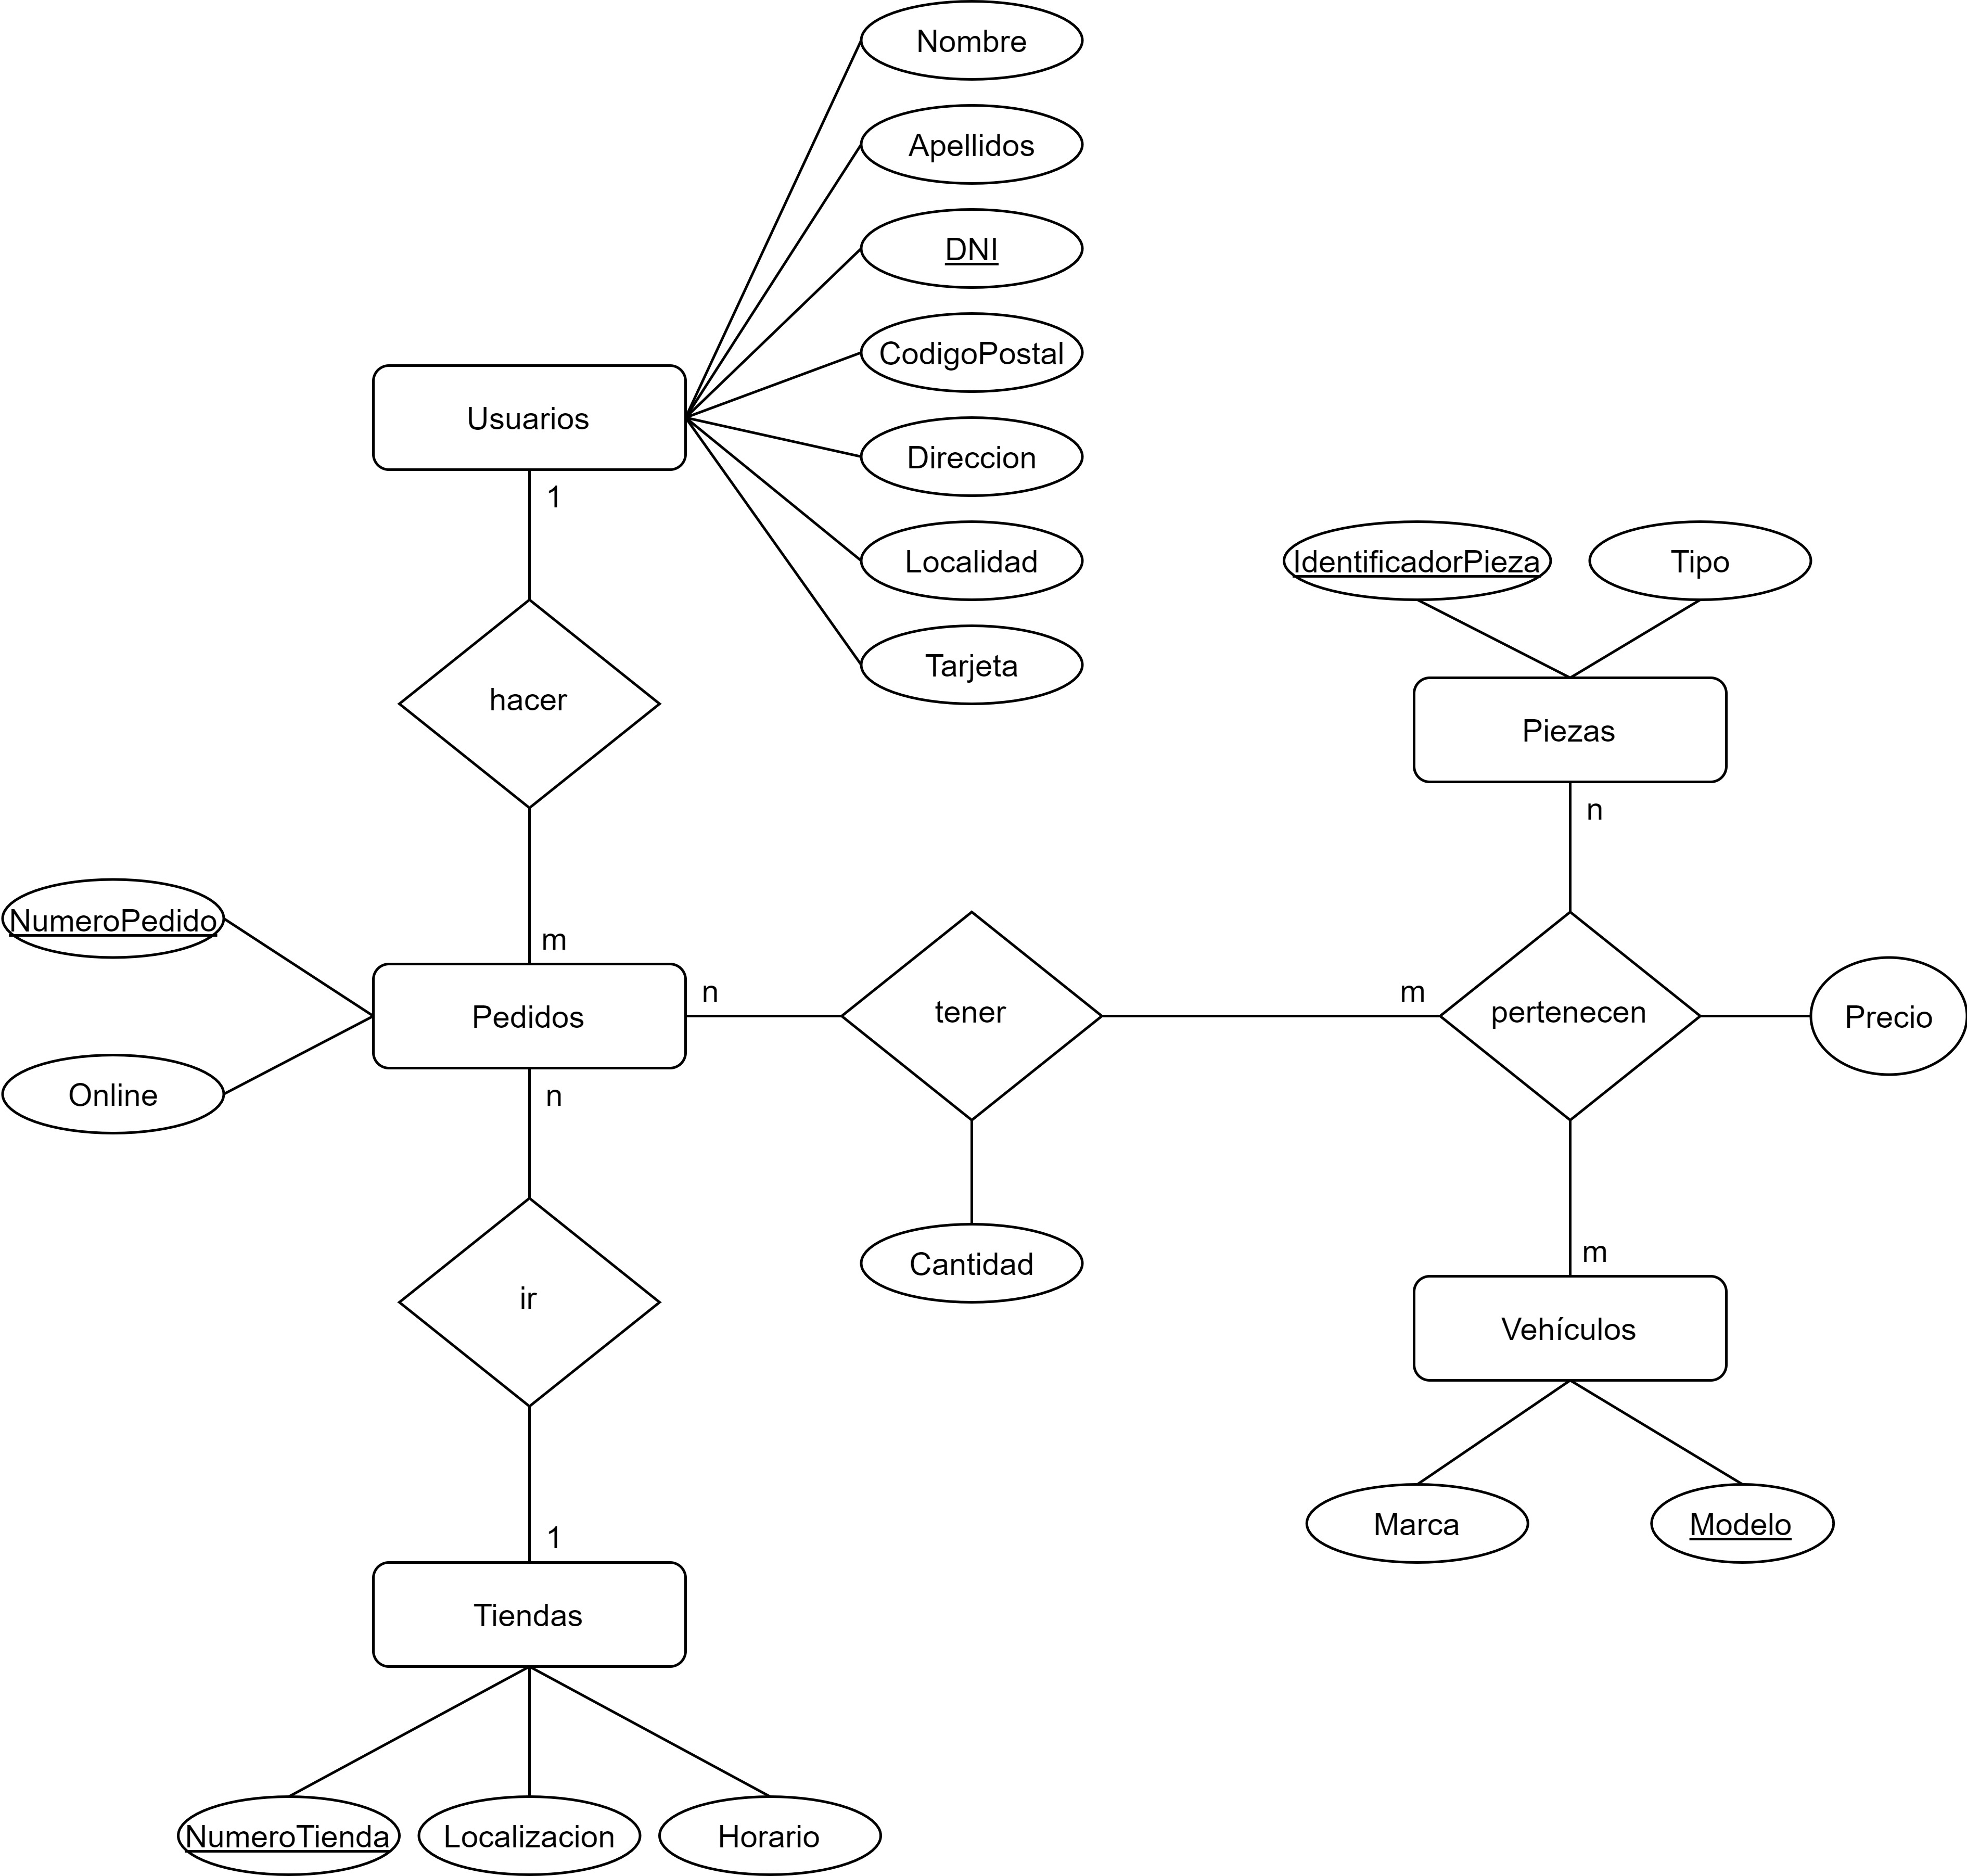 Nombre
Apellidos
DNI
CodigoPostal
Usuarios
Direccion
1
Localidad
IdentificadorPieza
Tipo
Tarjeta
hacer
Piezas
n
NumeroPedido
m
n
m
Pedidos
tener
pertenecen
Precio
Online
n
Cantidad
m
ir
Vehículos
1
Marca
Modelo
Tiendas
NumeroTienda
Localizacion
Horario